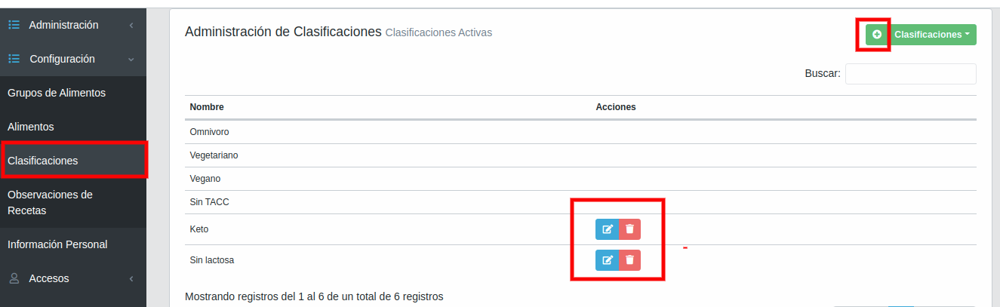 Administración
Configuración
Grupos de Alimentos
Alimentos
Clasificaciones
Observaciones de
Recetas
Información Personal
Accesos
Administración de Clasificaciones Clasificaciones Activas
Clasificaciones
Buscar:
Nombre Acciones
Omnivoro
Vegetariano
Vegano
Sin TACC
Keto
Sin lactosa
Mostrando registros del 1 al 6 de un total de 6 registros